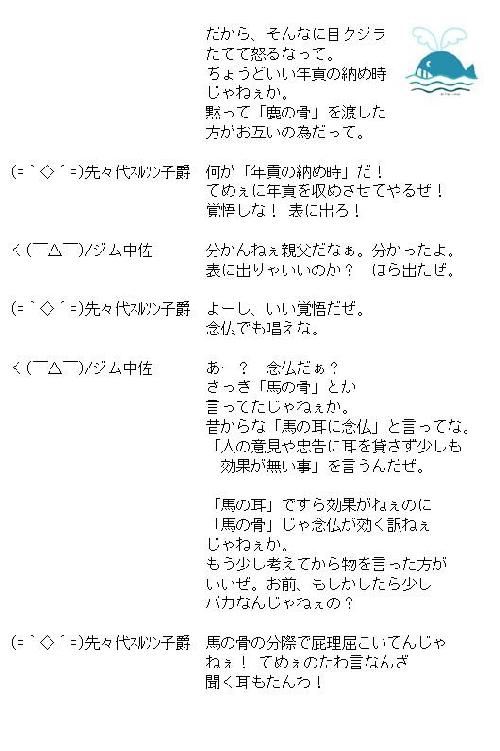 だから、そんなに目クジラ
たてて怒るなって。
ちょうどいい年貢の納め時
じゃねぇか。
黙って「鹿の骨」を渡した
方がお互いの為だって。
(=｀◇´=)先々代ｽﾙﾂﾝ子爵 何が「年貢の納め時」だ！
てめぇに年貢を収めさせてやるぜ！
覚悟しな！ 表に出ろ！
く(￣△￣)/ジム中佐 分かんねぇ親父だなぁ。分かったよ。
表に出りゃいいのか？ ほら出たぜ。
(=｀◇´=)先々代ｽﾙﾂﾝ子爵 よーし、いい覚悟だぜ。
念仏でも唱えな。
く(￣△￣)/ジム中佐 あ ？ 念仏だぁ？
さっき「馬の骨」とか
言ってたじゃねぇか。
昔からな「馬の耳に念仏」と言ってな。
「人の意見や忠告に耳を貸さず少しも
効果が無い事」を言うんだぜ。
「馬の耳」ですら効果がねぇのに
「馬の骨」じゃ念仏が効く訳ねぇ
じゃねぇか。
もう少し考えてから物を言った方が
いいぜ。お前、もしかしたら少し
バカなんじゃねぇの？
(=｀◇´=)先々代ｽﾙﾂﾝ子爵 馬の骨の分際で屁理屈こいてんじゃ
ねぇ！ てめぇのたわ言なんざ
聞く耳もたんわ！